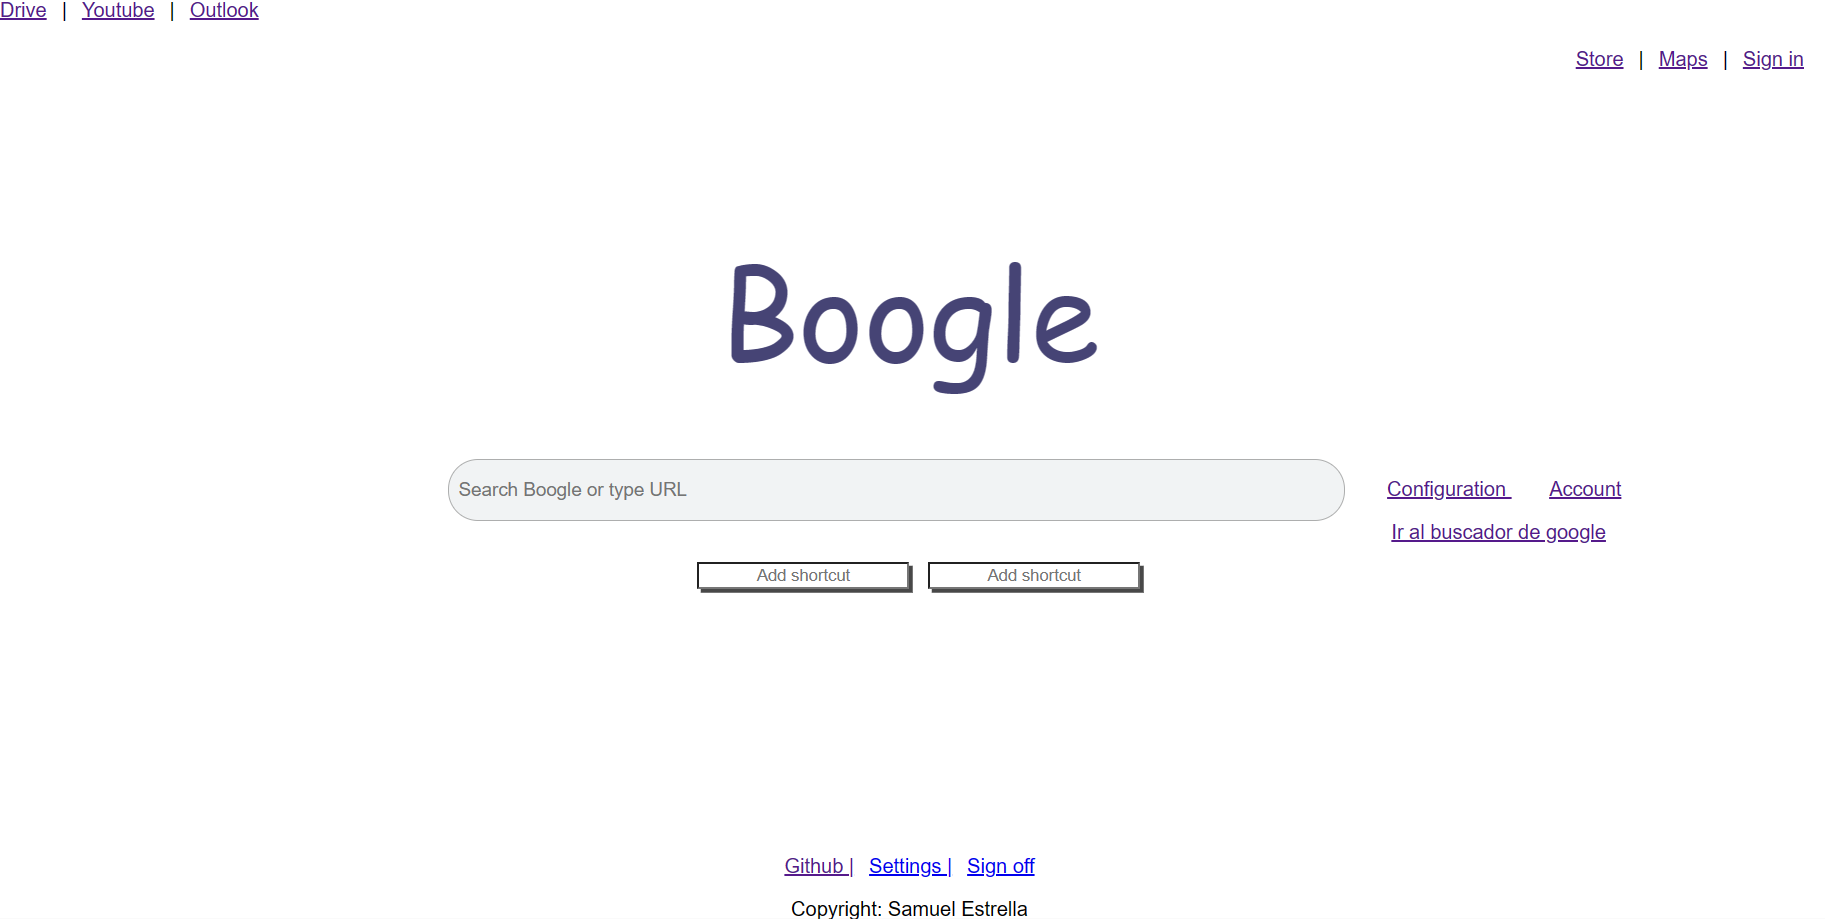 Drive | Youtube | Outlook
Store | Maps | Sign in
Boogle
Search Boogle or type URL
Configuration Account
Ir al buscador de google
Add shortcut Add shortcut
Github | Settings | Sign off
Copyright: Samuel Estrella